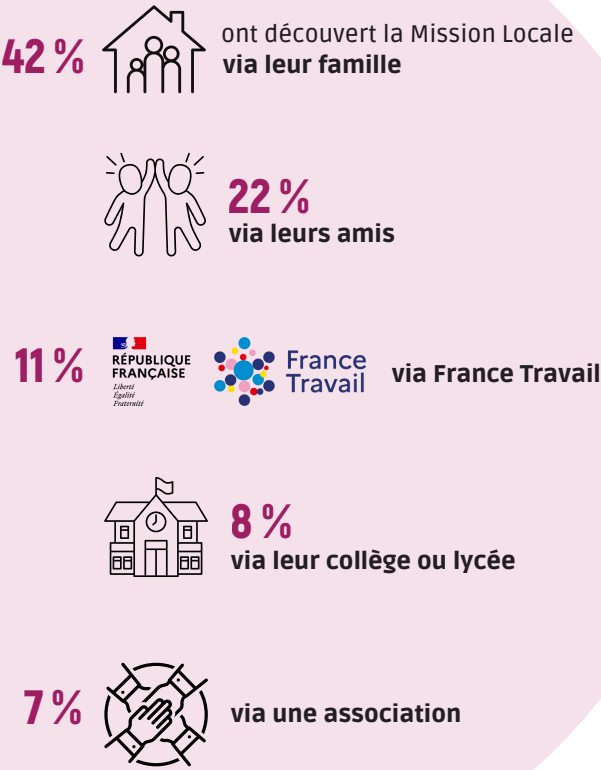 42 %
ont découvert la Mission Locale
via leur famille
22 %
via leurs amis
11 %
RÉPUBLIQUE
FRANÇAISE
Liberté
Égalité
Fraternité
France
Travail
via France Travail
8 %
via leur collège ou lycée
7 %
via une association